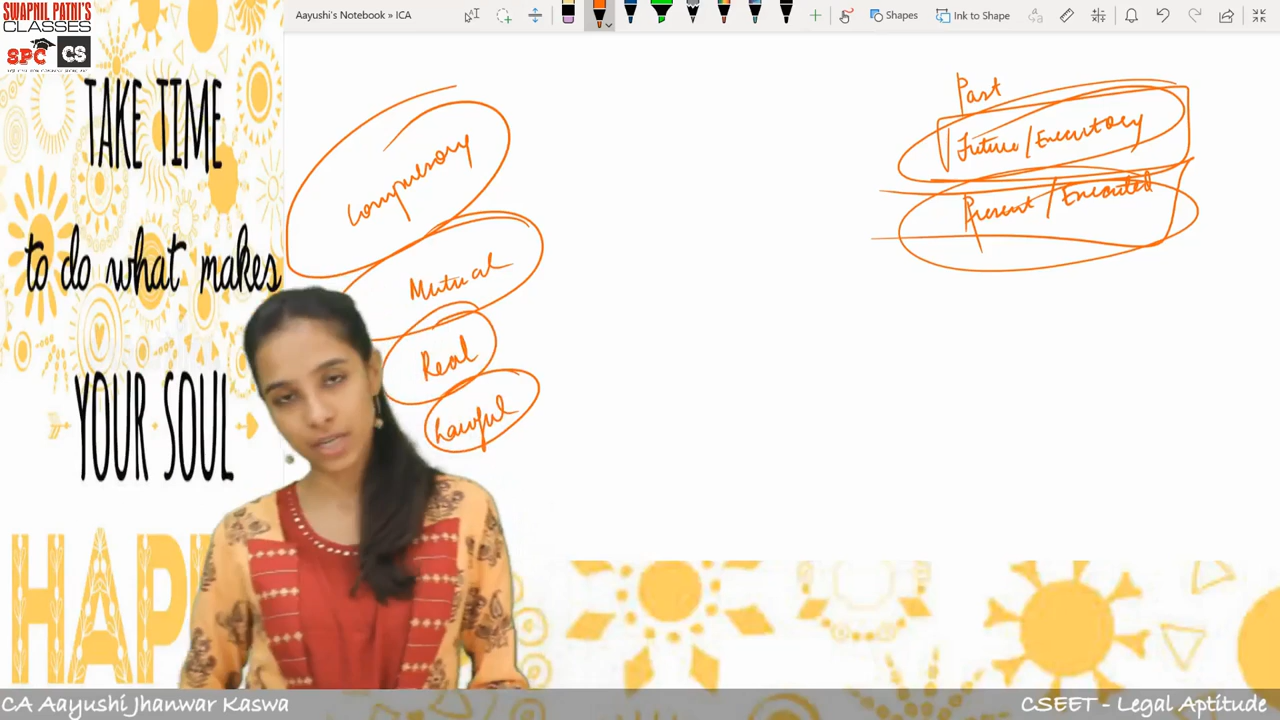 SWAPNIL PATNI'S
CLASSES
SPC CS
TAKE TIME
to do what makes
YOUR SOUL
HAP
Aayushi's Notebook » ICA
Shapes
Ink to Shape
Past
Future/Executory
Present/Executed
Compulsory
Mutual
Real
Lawful
CA Aayushi Jhanwar Kaswa
CSEET - Legal Aptitude